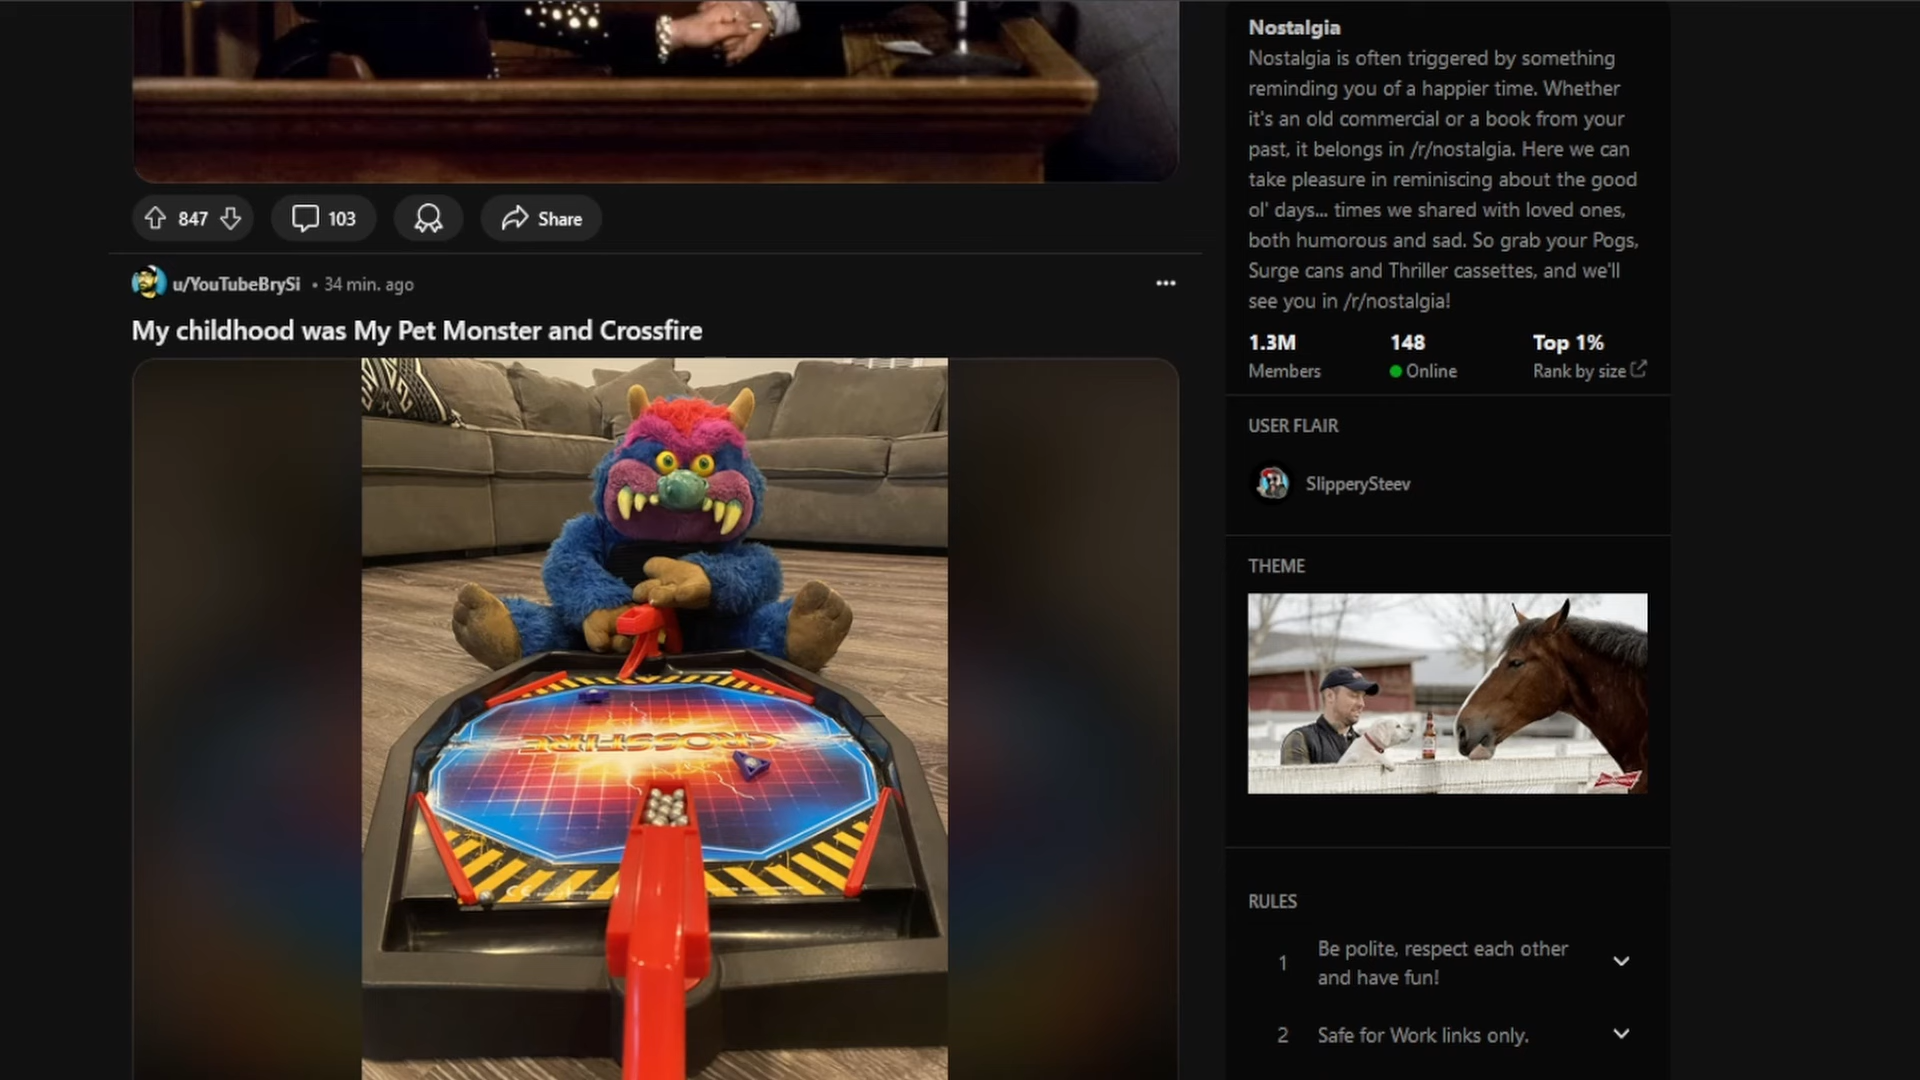 847
103
Share
u/YouTubeBrySi • 34 min. ago
My childhood was My Pet Monster and Crossfire
CROSSFIRE
Nostalgia
Nostalgia is often triggered by something
reminding you of a happier time. Whether
it's an old commercial or a book from your
past, it belongs in /r/nostalgia. Here we can
take pleasure in reminiscing about the good
ol' days... times we shared with loved ones,
both humorous and sad. So grab your Pogs,
Surge cans and Thriller cassettes, and we'll
see you in /r/nostalgia!
1.3M 148 Top 1%
Members Online Rank by size
USER FLAIR
SlipperySteev
THEME
Budweiser
RULES
1 Be polite, respect each other
and have fun!
2 Safe for Work links only.